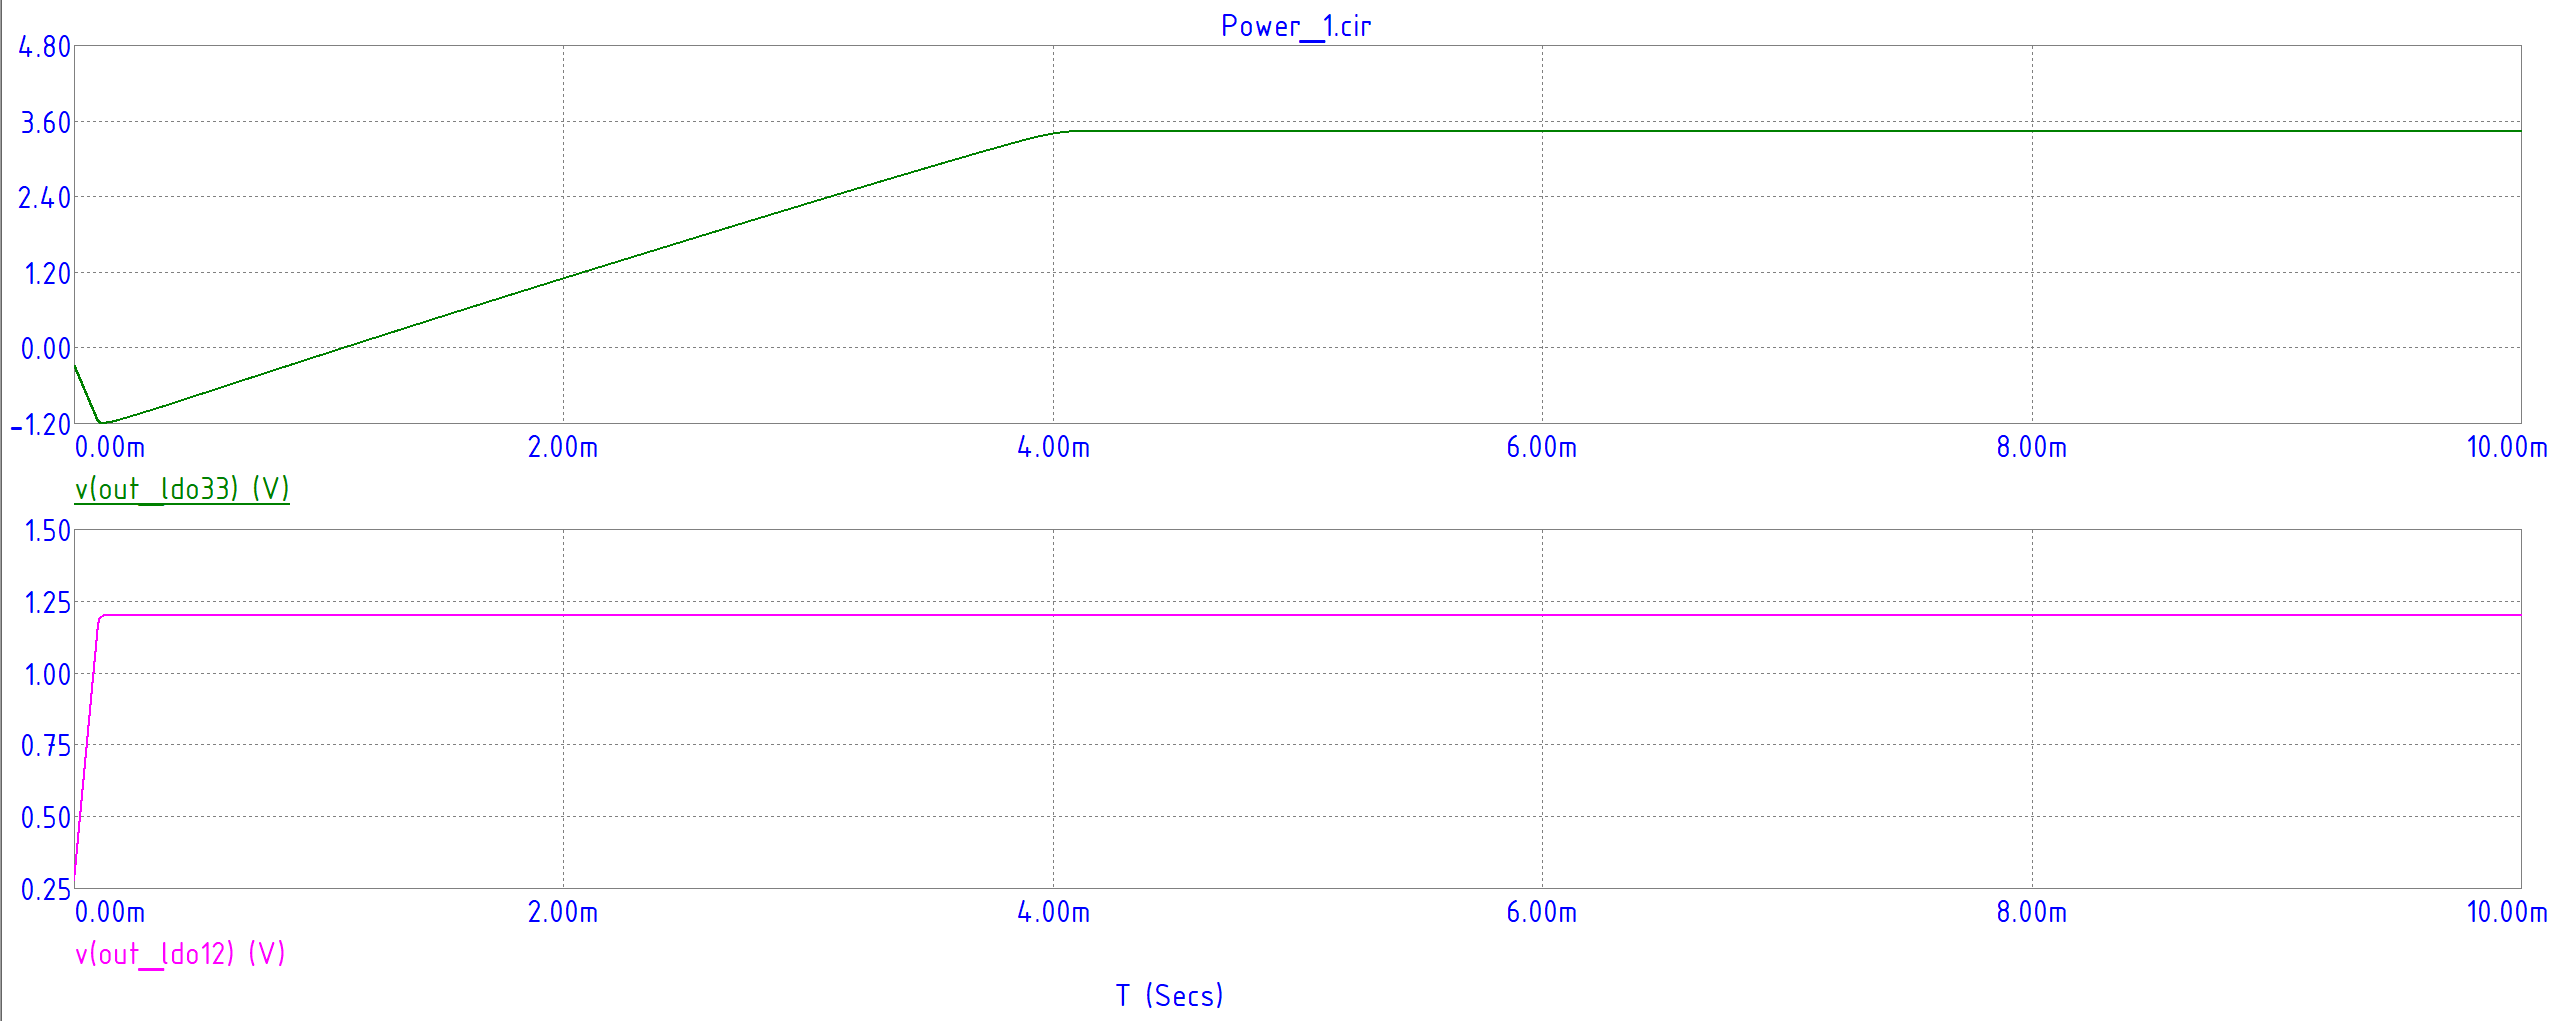 Power_1.cir
4.80
3.60
2.40
1.20
0.00
-1.20
0.00m 2.00m 4.00m 6.00m 8.00m 10.00m
v(out_ldo33) (V)
1.50
1.25
1.00
0.75
0.50
0.25
0.00m 2.00m 4.00m 6.00m 8.00m 10.00m
v(out_ldo12) (V)
T (Secs)